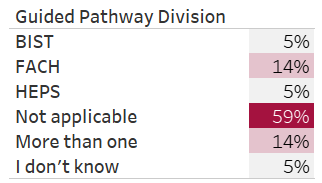 Guided Pathway Division
BIST 5%
FACH 14%
HEPS 5%
Not applicable 59%
More than one 14%
I don't know 5%